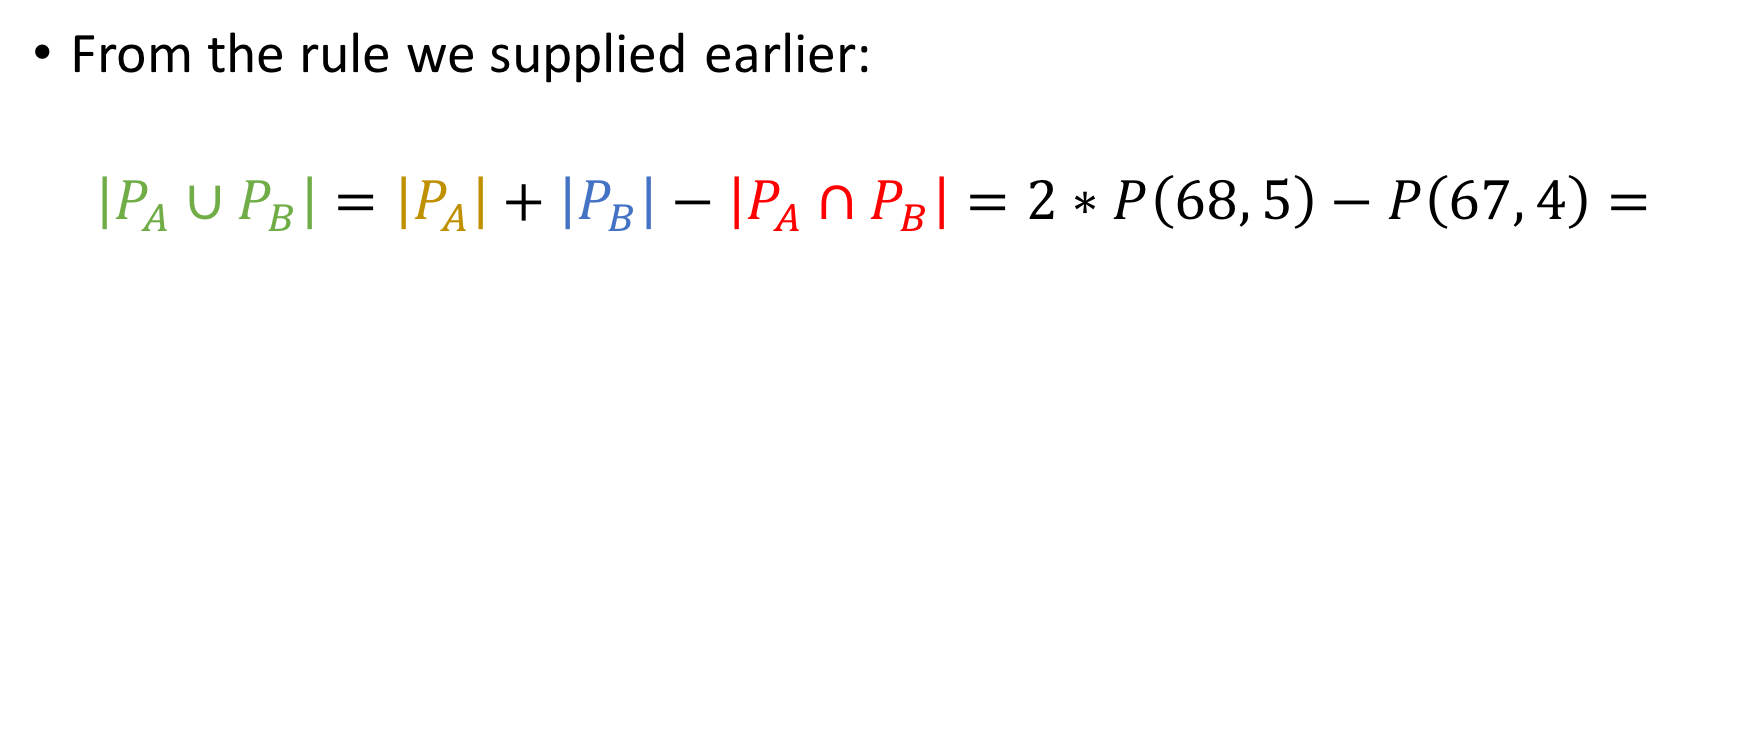 • From the rule we supplied earlier:
|P_A ∪ P_B| = |P_A| + |P_B| − |P_A ∩ P_B| = 2 ∗ P(68, 5) − P(67, 4) =